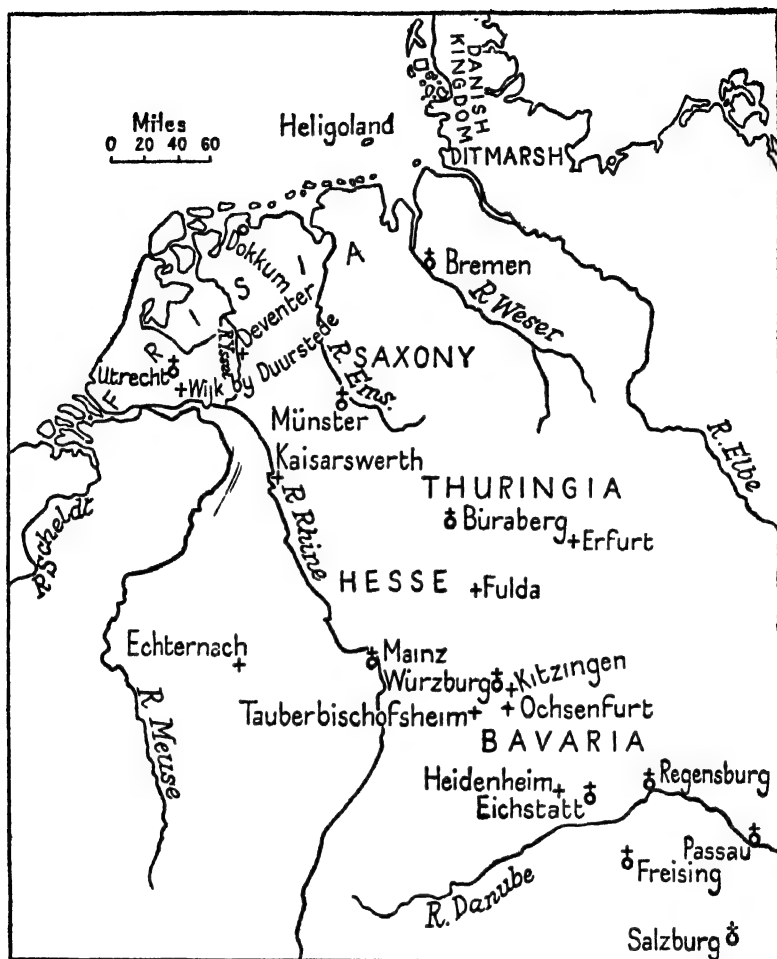 DANISH
KINGDOM
Miles
0 20 40 60
Heligoland
DITMARSH
Dokkum
FRISIA
Bremen
R Weser
Deventer
R Yssel
Utrecht
Wijk by Duurstede
SAXONY
R Ems.
Münster
R. Elbe
Kaisarswerth
THURINGIA
Büraberg
Erfurt
R Scheldt
R Rhine
HESSE
Fulda
Echternach
Mainz
Würzburg
Kitzingen
Tauberbischofsheim
Ochsenfurt
R Meuse
BAVARIA
Heidenheim
Regensburg
Eichstatt
Passau
Freising
R. Danube
Salzburg